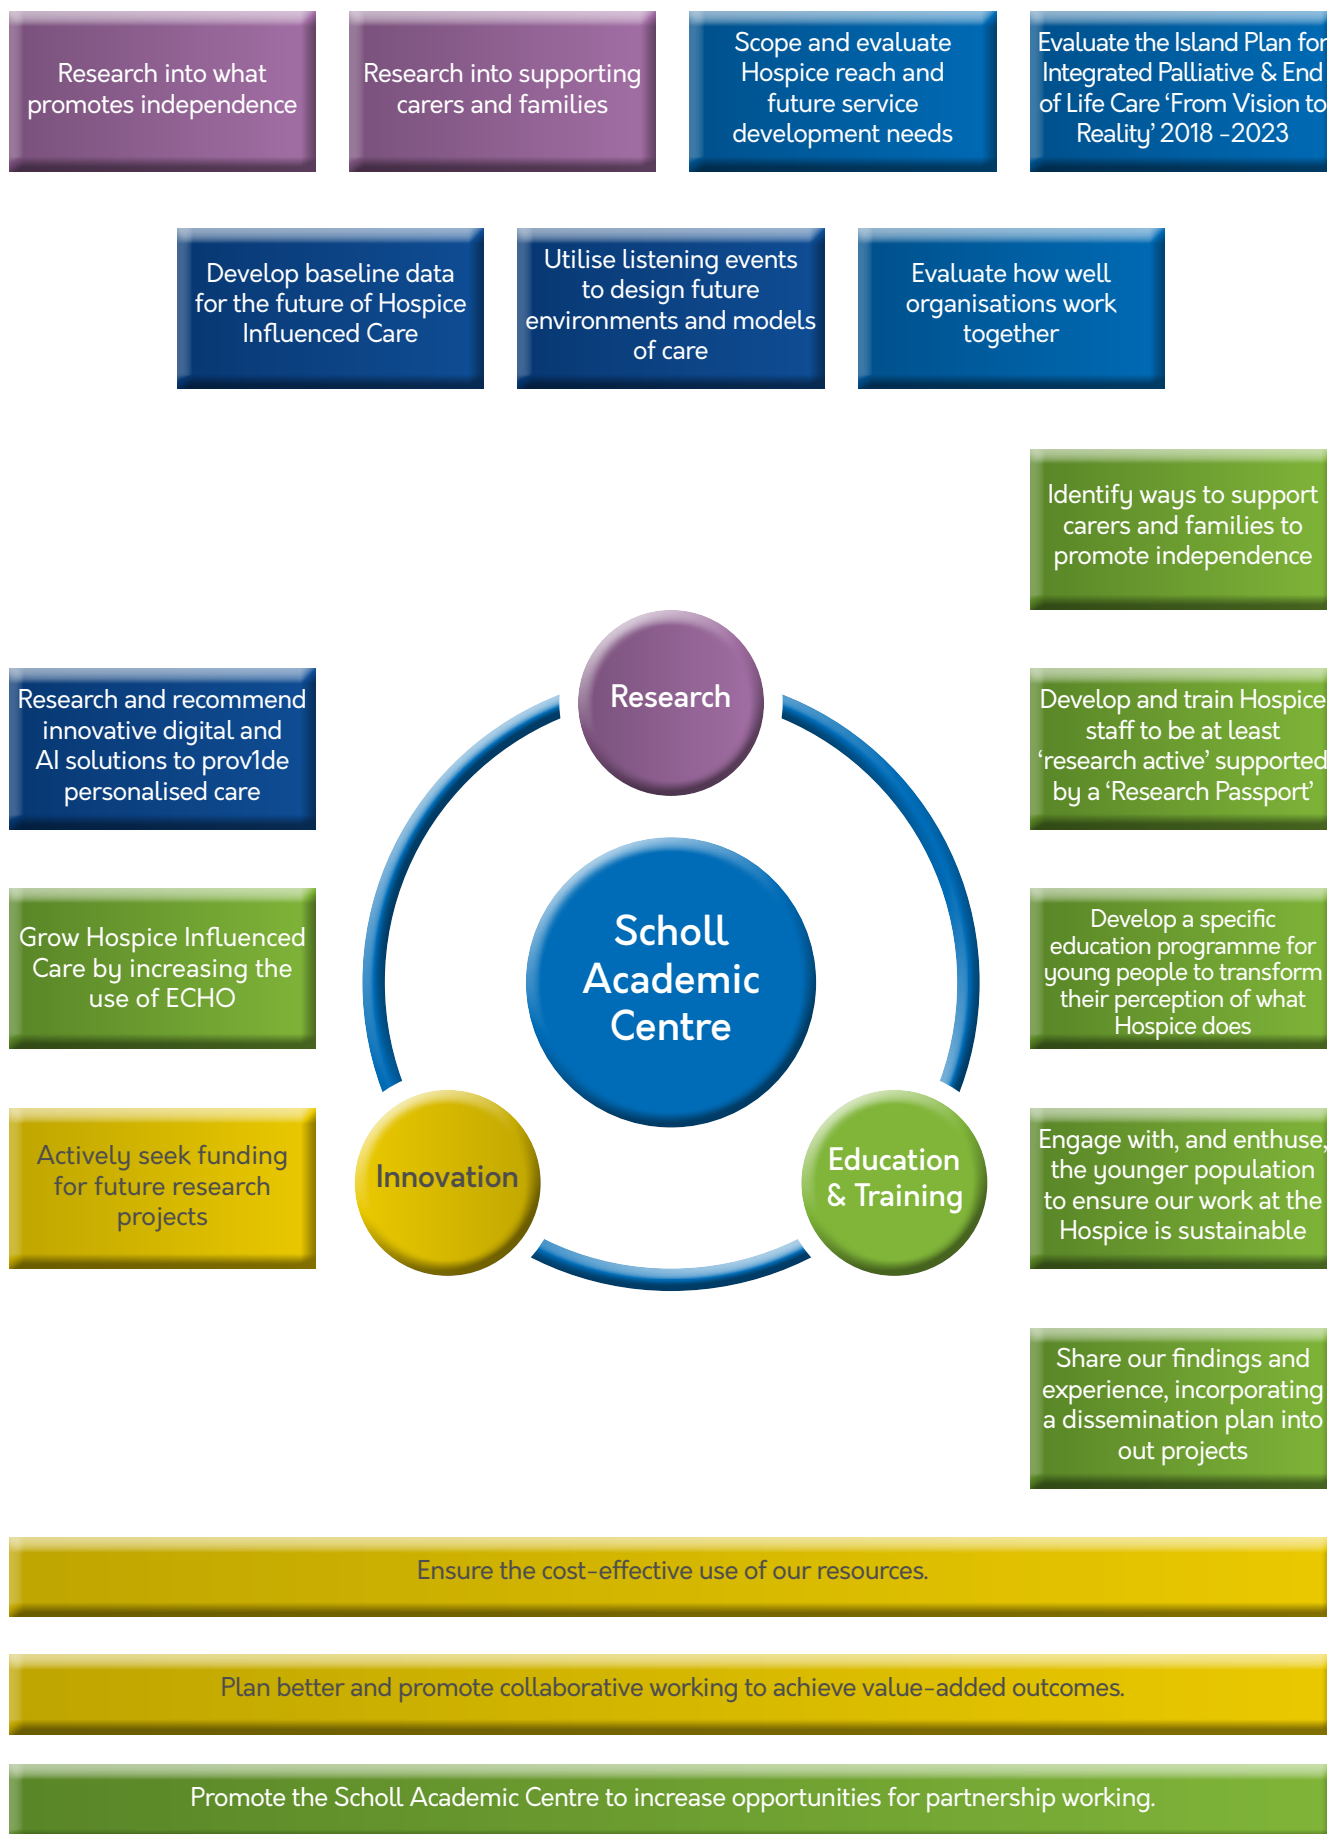 Research into what
promotes independence
Research into supporting
carers and families
Scope and evaluate
Hospice reach and
future service
development needs
Evaluate the Island Plan for
Integrated Palliative & End
of Life Care ‘From Vision to
Reality’ 2018 -2023
Develop baseline data
for the future of Hospice
Influenced Care
Utilise listening events
to design future
environments and models
of care
Evaluate how well
organisations work
together
Identify ways to support
carers and families to
promote independence
Research
Research and recommend
innovative digital and
AI solutions to prov1de
personalised care
Develop and train Hospice
staff to be at least
‘research active’ supported
by a ‘Research Passport’
Scholl
Academic
Centre
Grow Hospice Influenced
Care by increasing the
use of ECHO
Develop a specific
education programme for
young people to transform
their perception of what
Hospice does
Actively seek funding
for future research
projects
Innovation
Education
& Training
Engage with, and enthuse,
the younger population
to ensure our work at the
Hospice is sustainable
Share our findings and
experience, incorporating
a dissemination plan into
out projects
Ensure the cost-effective use of our resources.
Plan better and promote collaborative working to achieve value-added outcomes.
Promote the Scholl Academic Centre to increase opportunities for partnership working.